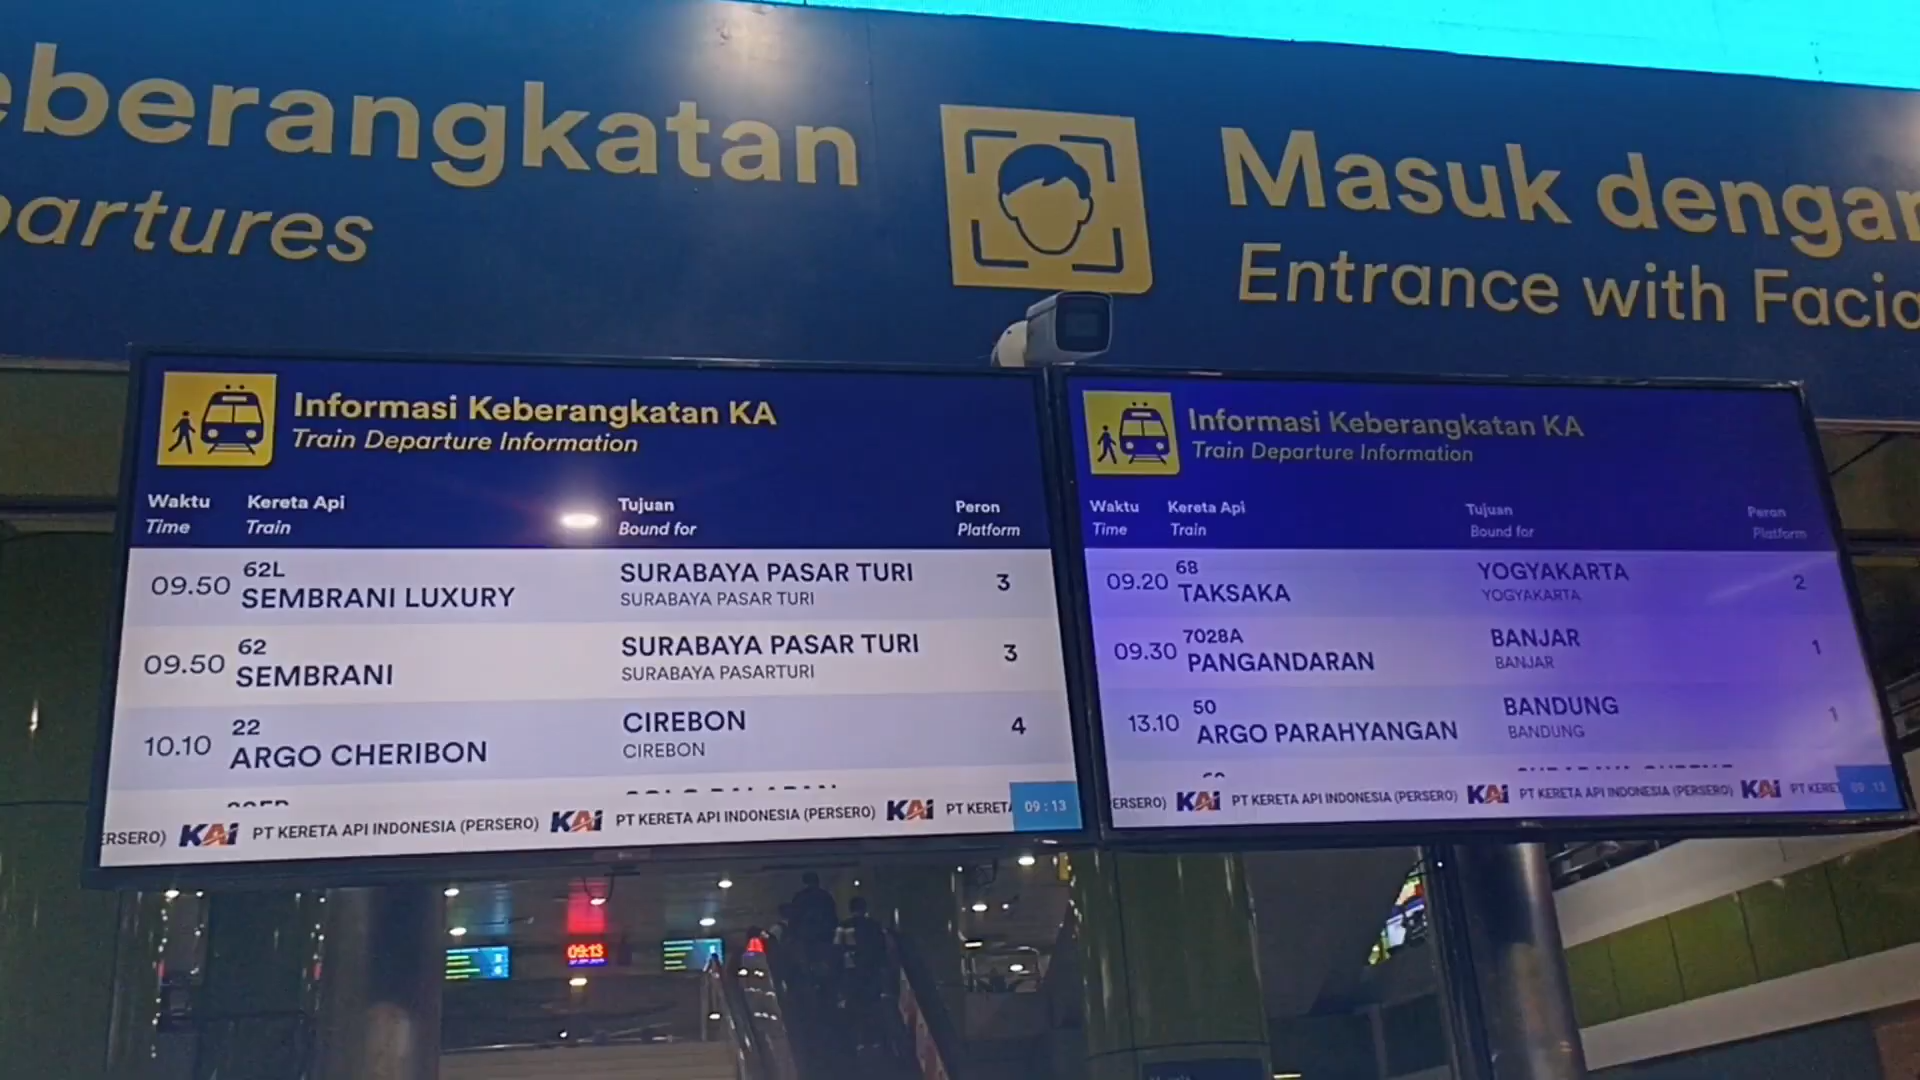 eberangkatan
partures
Masuk dengan
Entrance with Facia
Informasi Keberangkatan KA
Train Departure Information
Waktu Kereta Api Tujuan Peron
Time Train Bound for Platform
09.50 62L SEMBRANI LUXURY SURABAYA PASAR TURI 3
SURABAYA PASAR TURI
09.50 62 SEMBRANI SURABAYA PASAR TURI 3
SURABAYA PASARTURI
10.10 22 ARGO CHERIBON CIREBON 4
CIREBON
ERSERO) KAI PT KERETA API INDONESIA (PERSERO) KAI PT KERETA API INDONESIA (PERSERO) KAI PT KERETA 09:13
Informasi Keberangkatan KA
Train Departure Information
Waktu Kereta Api Tujuan Peron
Time Train Bound for Platform
09.20 68 TAKSAKA YOGYAKARTA 2
YOGYAKARTA
09.30 7028A PANGANDARAN BANJAR 1
BANJAR
13.10 50 ARGO PARAHYANGAN BANDUNG 1
BANDUNG
ERSERO) KAI PT KERETA API INDONESIA (PERSERO) KAI PT KERETA API INDONESIA (PERSERO) KAI PT KERET 09:13
09:13